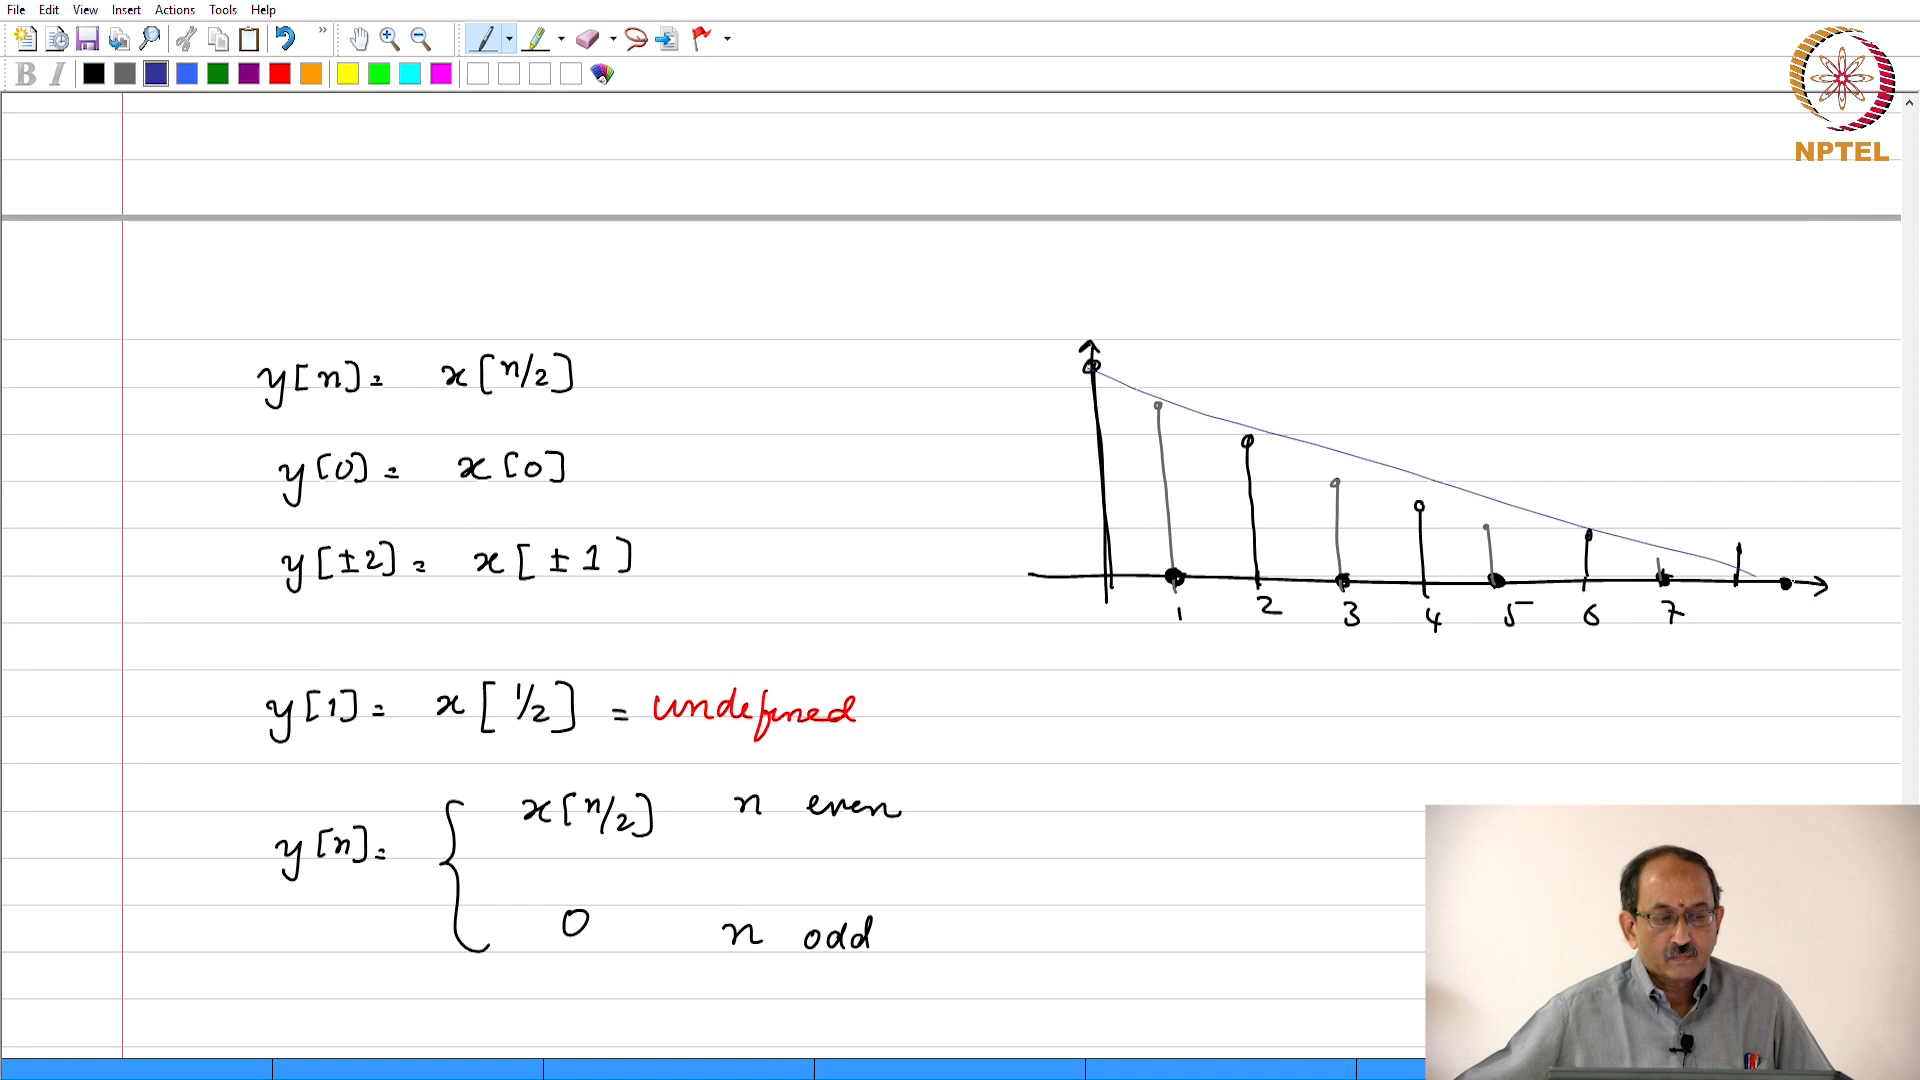 File Edit View Insert Actions Tools Help
B I
NPTEL
y[n] = x[n/2]
y[0] = x[0]
y[±2] = x[±1]
1 2 3 4 5 6 7
y[1] = x[1/2] = undefined
y[n] = { x[n/2] n even
0 n odd